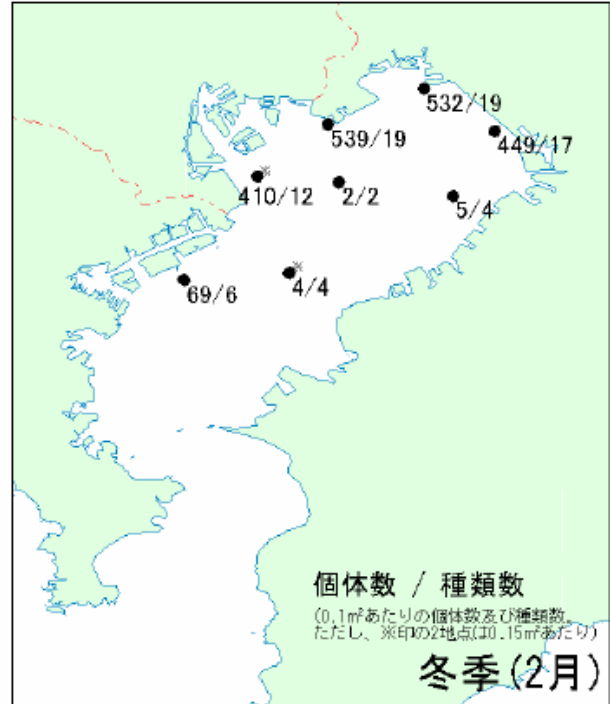 532/19
539/19
449/17
※
410/12
2/2
5/4
※
4/4
69/6
個体数 / 種類数
(0.1㎡あたりの個体数及び種類数。
ただし、※印の2地点は0.15㎡あたり)
冬季(2月)